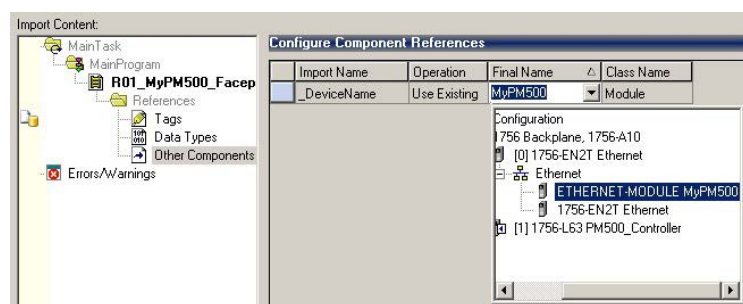 Import Content:
MainTask
MainProgram
R01_MyPM500_Facep
References
Tags
Data Types
Other Components
Errors/Warnings
Configure Component References
Import Name Operation Final Name Class Name
_DeviceName Use Existing MyPM500 Module
Configuration
1756 Backplane, 1756-A10
[0] 1756-EN2T Ethernet
Ethernet
ETHERNET-MODULE MyPM500
1756-EN2T Ethernet
[1] 1756-L63 PM500_Controller